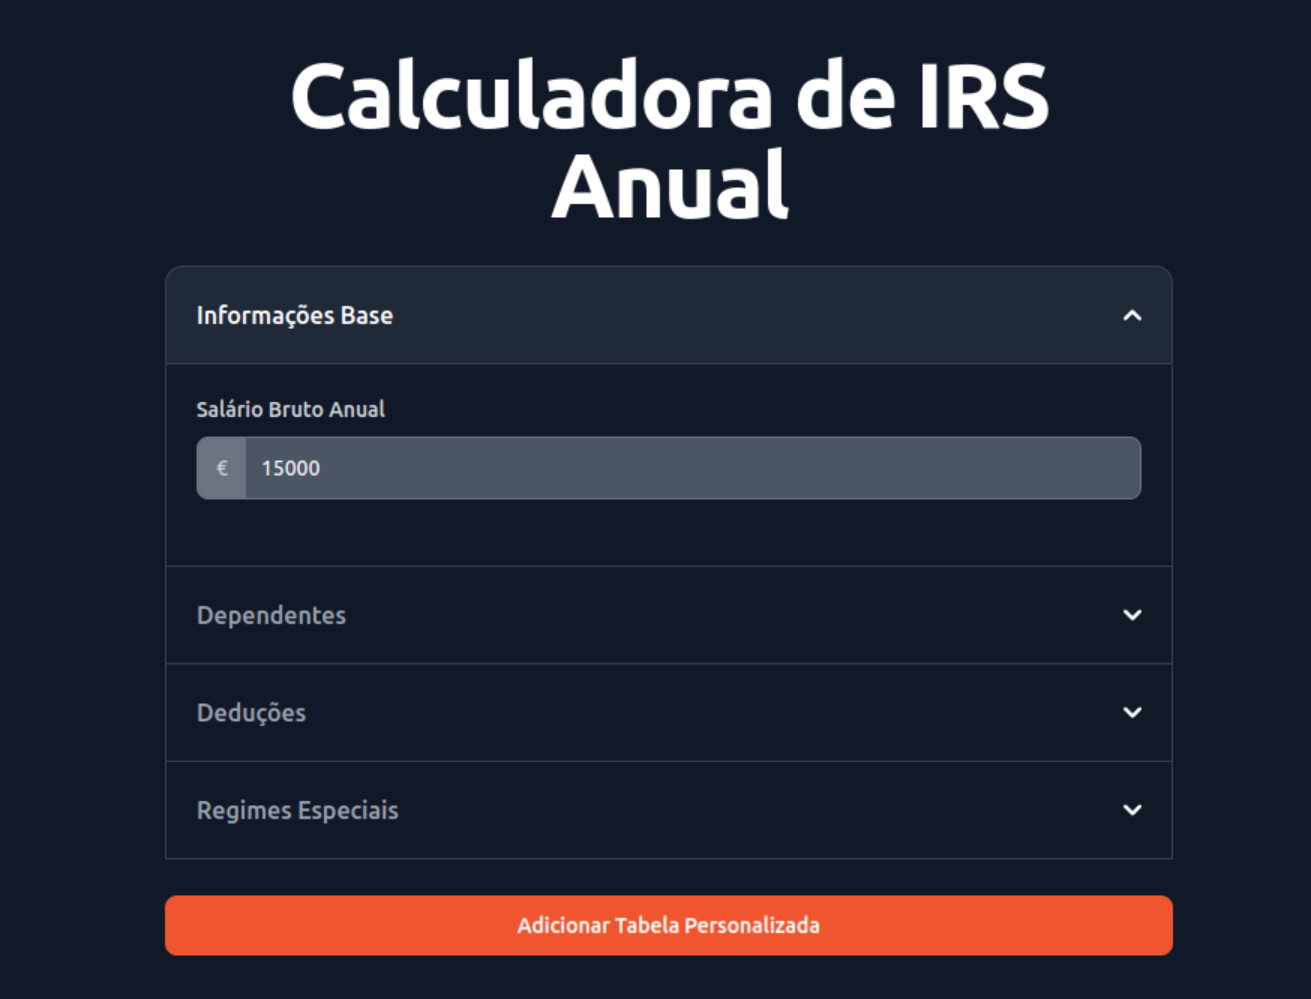 Calculadora de IRS
Anual
Informações Base
Salário Bruto Anual
€ 15000
Dependentes
Deduções
Regimes Especiais
Adicionar Tabela Personalizada